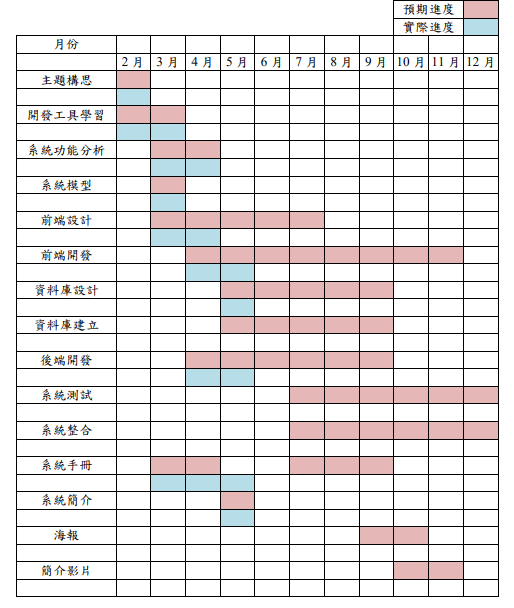 預期進度
實際進度
月份
2 月 3 月 4 月 5 月 6 月 7 月 8 月 9 月 10 月 11 月 12 月
主題構思
開發工具學習
系統功能分析
系統模型
前端設計
前端開發
資料庫設計
資料庫建立
後端開發
系統測試
系統整合
系統手冊
系統簡介
海報
簡介影片